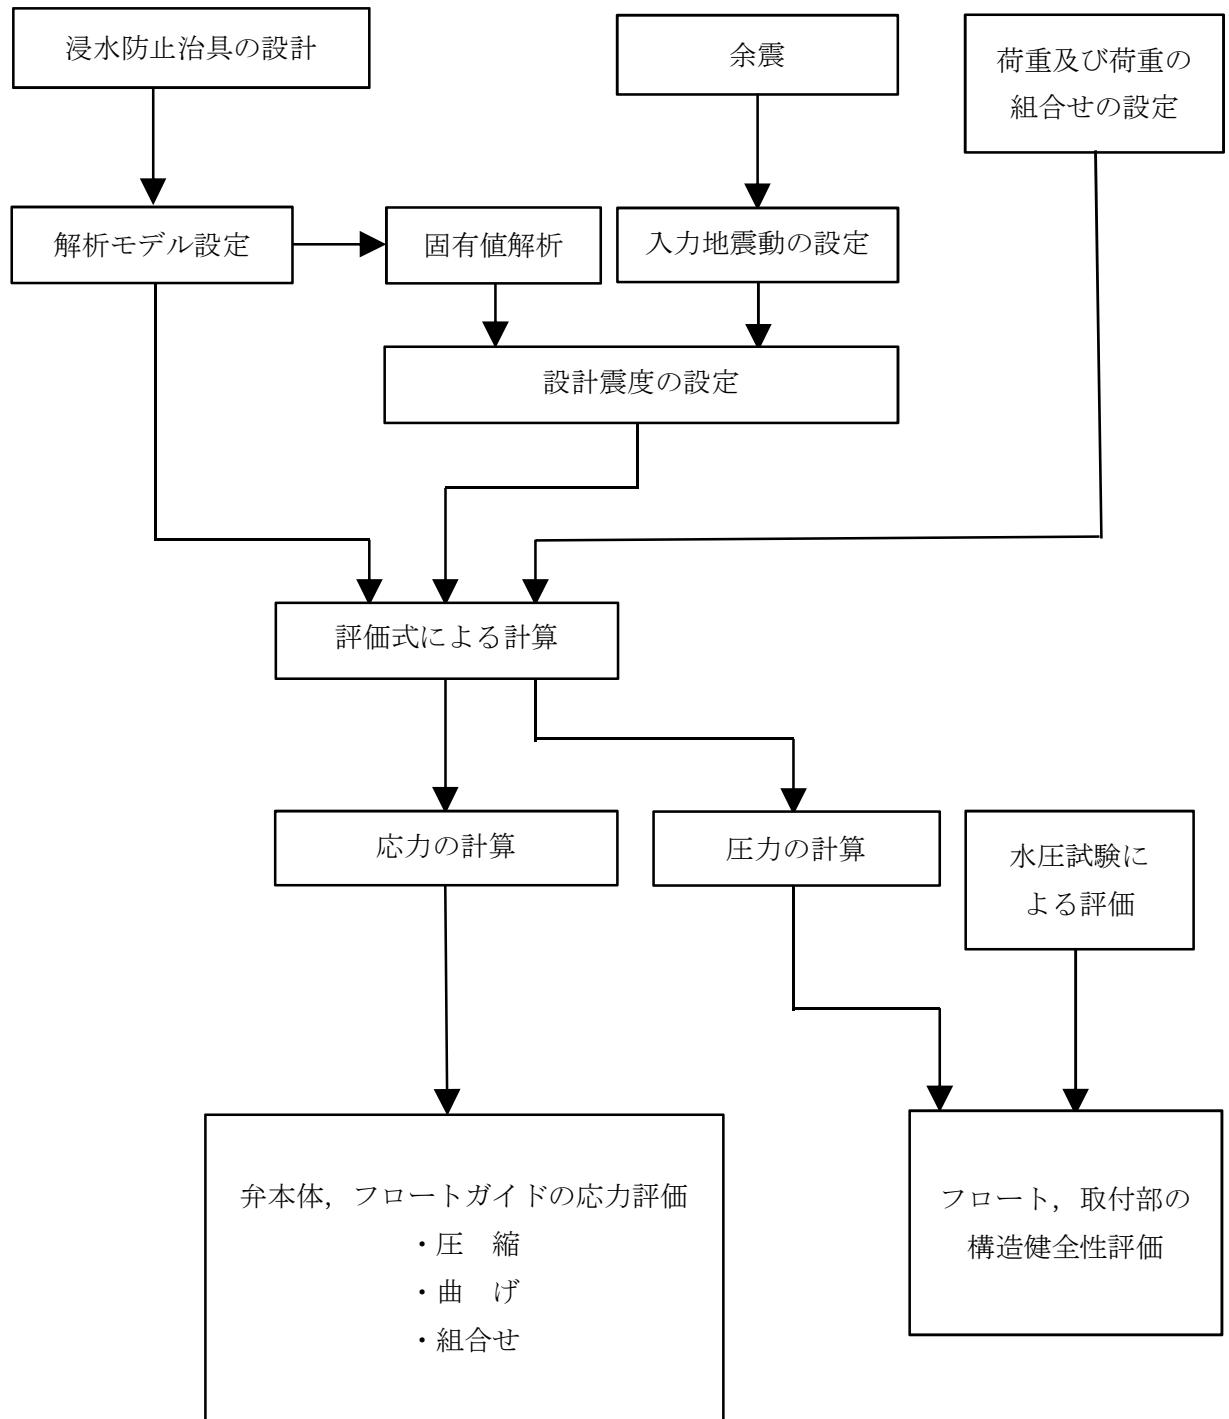 浸水防止治具の設計
余震
荷重及び荷重の
組合せの設定
解析モデル設定
固有値解析
入力地震動の設定
設計震度の設定
評価式による計算
応力の計算
圧力の計算
水圧試験に
よる評価
弁本体，フロートガイドの応力評価
・圧　縮
・曲　げ
・組合せ
フロート，取付部の
構造健全性評価